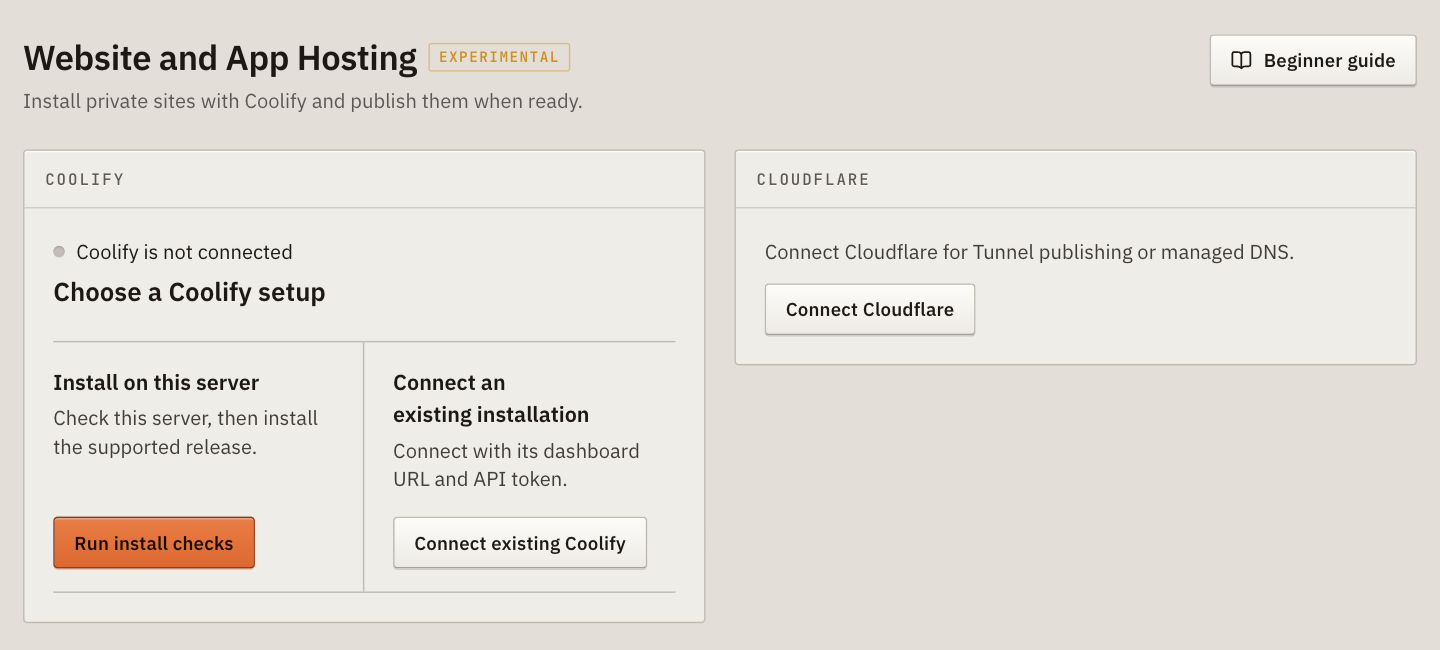 Website and App Hosting
EXPERIMENTAL
Beginner guide
Install private sites with Coolify and publish them when ready.
COOLIFY
Coolify is not connected
Choose a Coolify setup
Install on this server
Check this server, then install
the supported release.
Run install checks
Connect an
existing installation
Connect with its dashboard
URL and API token.
Connect existing Coolify
CLOUDFLARE
Connect Cloudflare for Tunnel publishing or managed DNS.
Connect Cloudflare